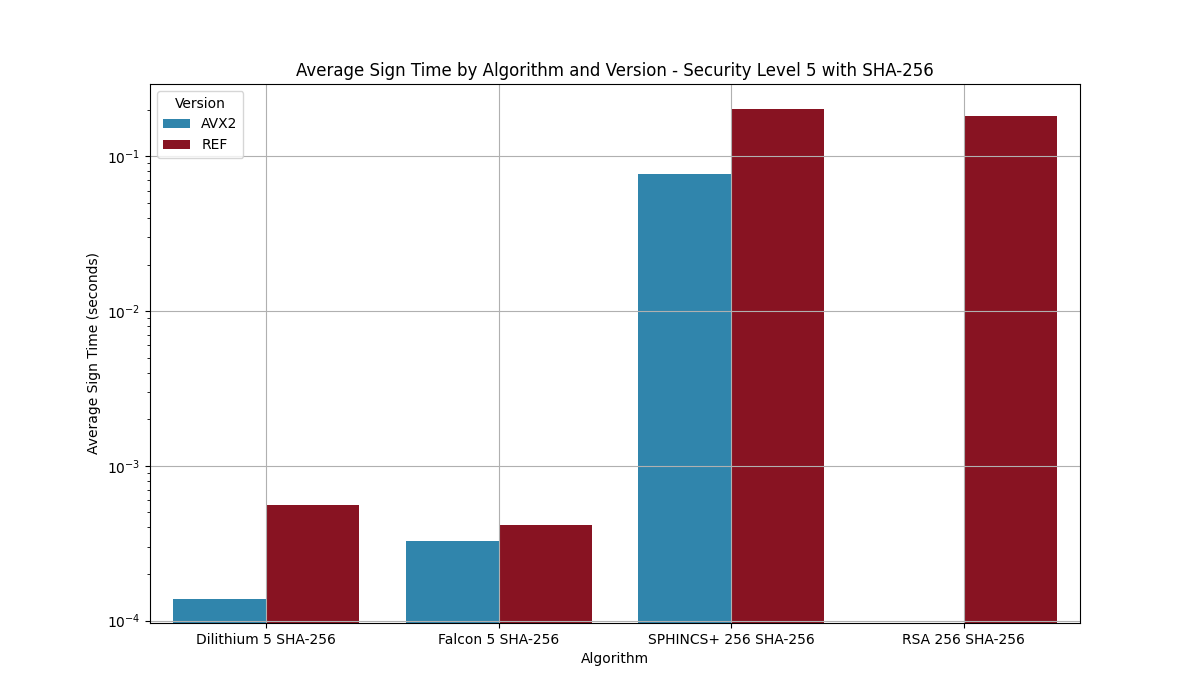 Average Sign Time by Algorithm and Version - Security Level 5 with SHA-256
Version
AVX2
REF
10⁻¹
10⁻²
10⁻³
10⁻⁴
Average Sign Time (seconds)
Dilithium 5 SHA-256
Falcon 5 SHA-256
SPHINCS+ 256 SHA-256
RSA 256 SHA-256
Algorithm